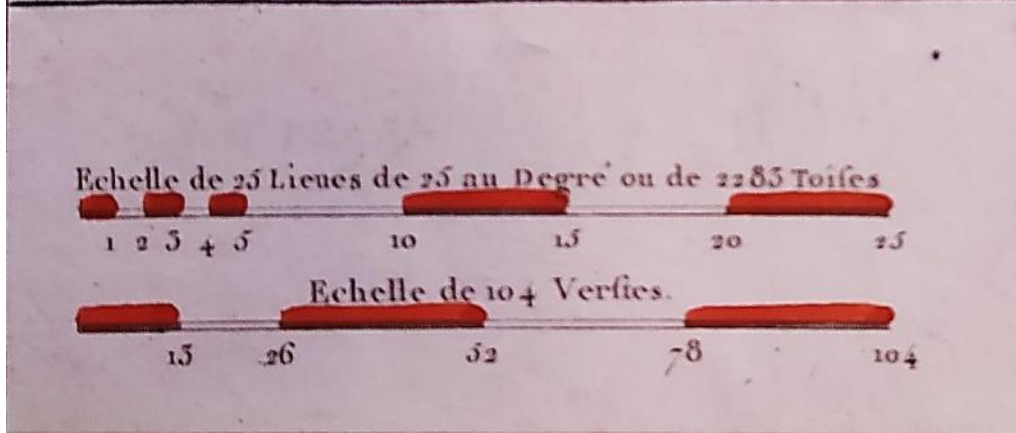 Echelle de 25 Lieues de 25 au Degré ou de 2283 Toiſes
1 2 3 4 5 10 15 20 25
Echelle de 104 Verſtes.
13 26 52 78 104